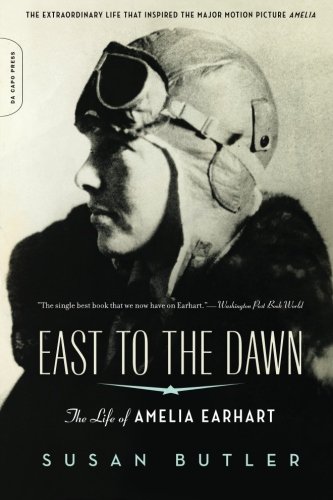 THE EXTRAORDINARY LIFE THAT INSPIRED THE MAJOR MOTION PICTURE AMELIA
DA CAPO PRESS
"The single best book that we now have on Earhart."—Washington Post Book World
EAST TO THE DAWN
The Life of AMELIA EARHART
SUSAN BUTLER